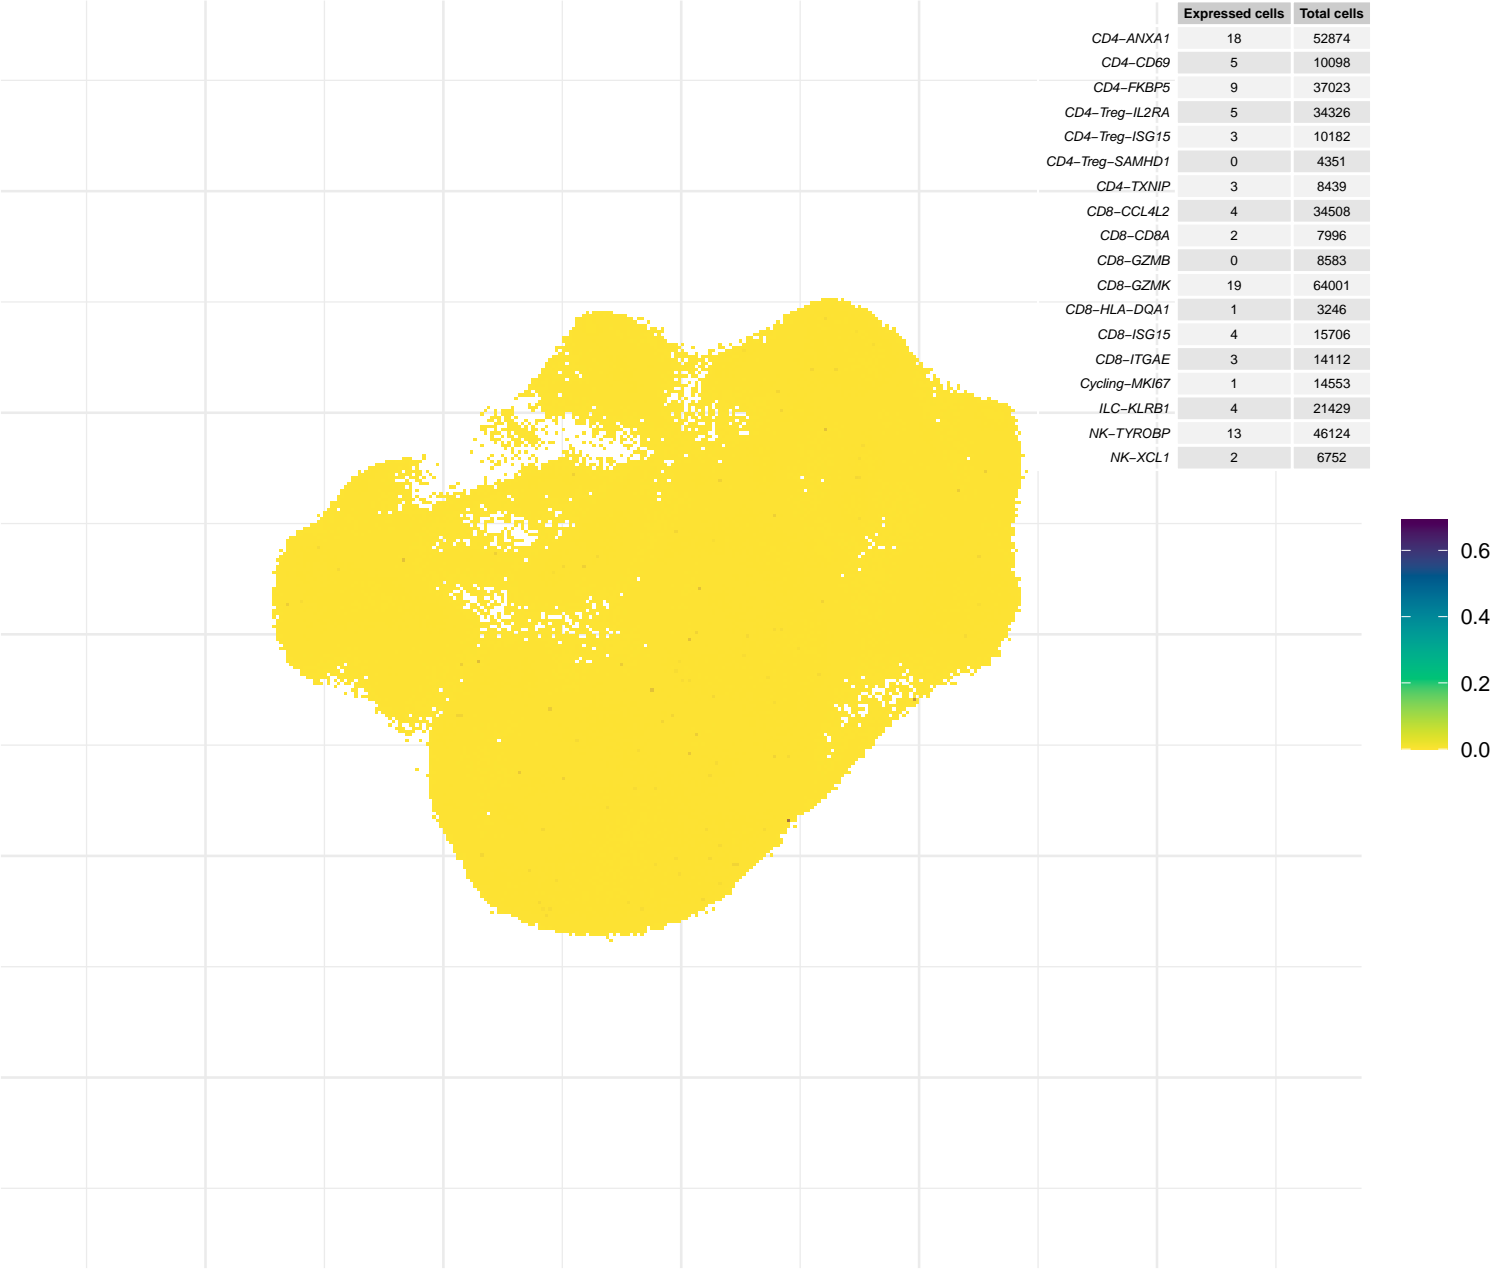 Expressed cells Total cells
CD4−ANXA1 18 52874
CD4−CD69 5 10098
CD4−FKBP5 9 37023
CD4−Treg−IL2RA 5 34326
CD4−Treg−ISG15 3 10182
CD4−Treg−SAMHD1 0 4351
CD4−TXNIP 3 8439
CD8−CCL4L2 4 34508
CD8−CD8A 2 7996
CD8−GZMB 0 8583
CD8−GZMK 19 64001
CD8−HLA−DQA1 1 3246
CD8−ISG15 4 15706
CD8−ITGAE 3 14112
Cycling−MKI67 1 14553
ILC−KLRB1 4 21429
NK−TYROBP 13 46124
NK−XCL1 2 6752
0.6
0.4
0.2
0.0